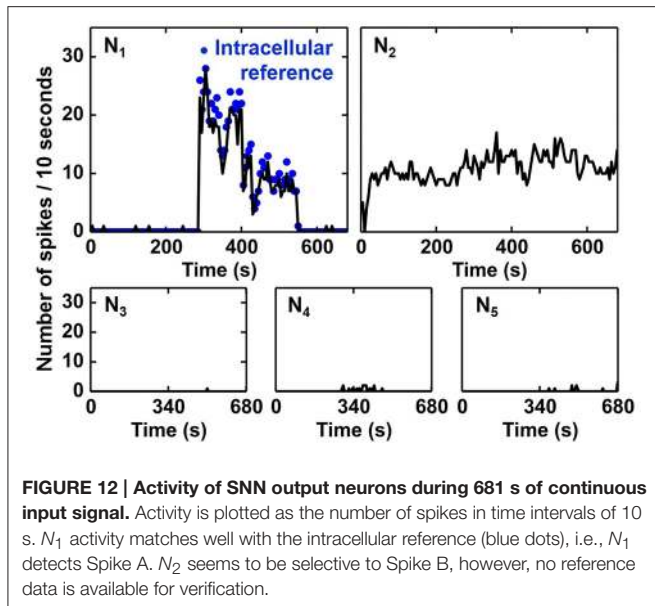 N₁
Intracellular
reference
N₂
Number of spikes / 10 seconds
30
20
10
0
0 200 400 600
Time (s)
0 200 400 600
Time (s)
N₃
N₄
N₅
30
20
10
0
0 340 680
Time (s)
0 340 680
Time (s)
0 340 680
Time (s)
FIGURE 12 | Activity of SNN output neurons during 681 s of continuous
input signal. Activity is plotted as the number of spikes in time intervals of 10
s. N₁ activity matches well with the intracellular reference (blue dots), i.e., N₁
detects Spike A. N₂ seems to be selective to Spike B, however, no reference
data is available for verification.